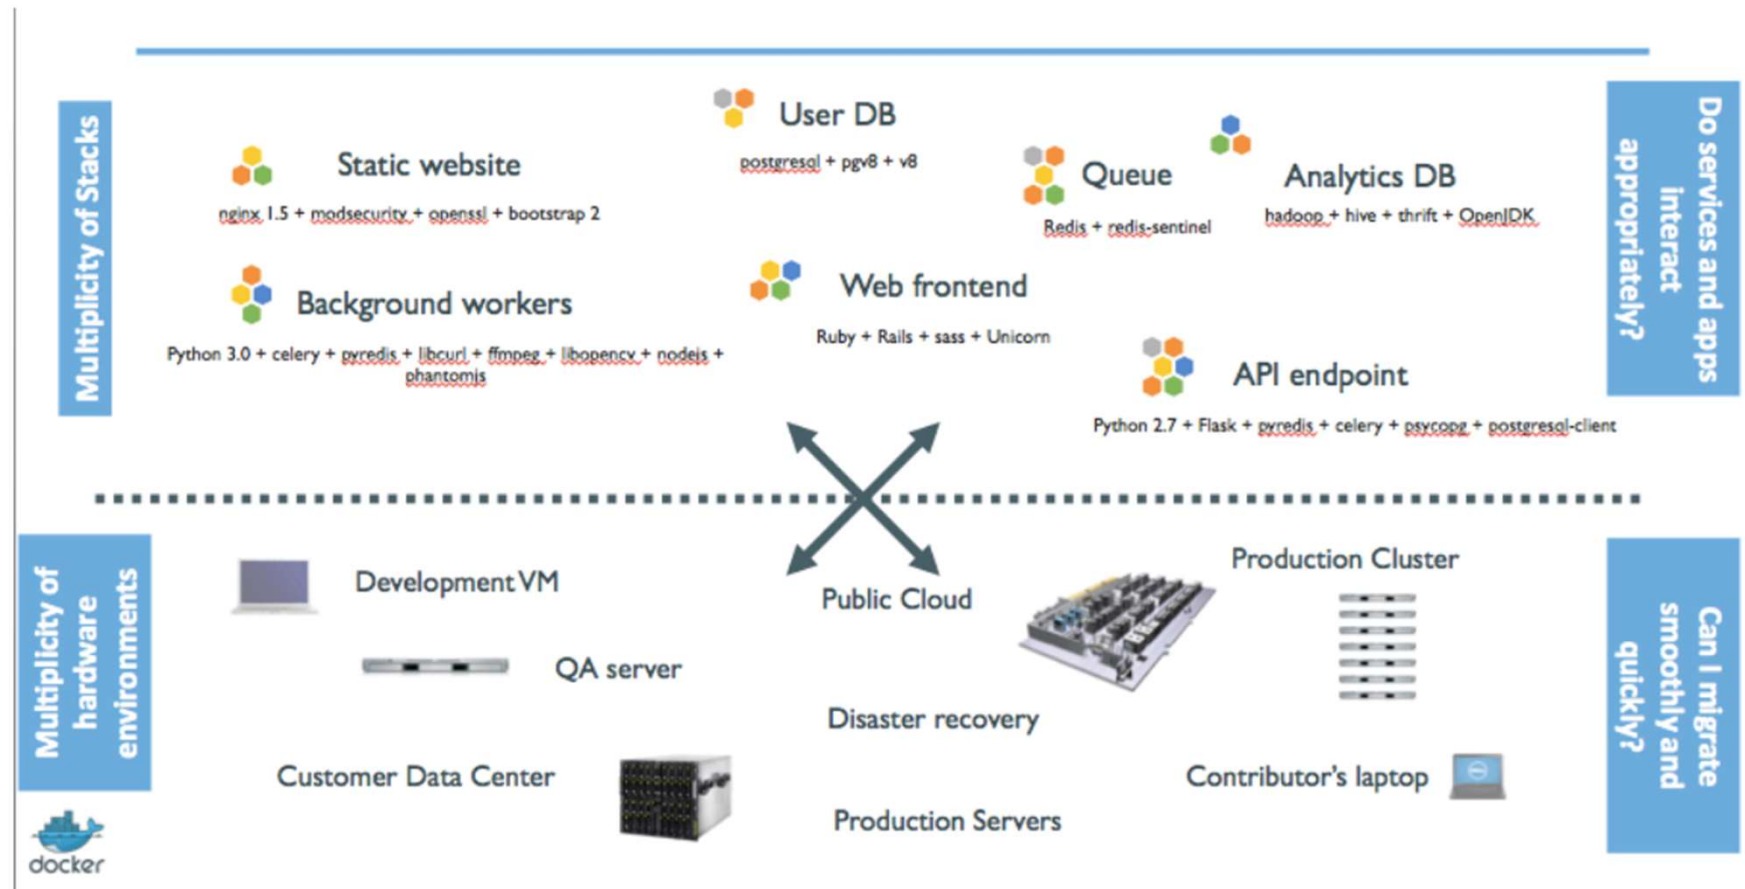 Multiplicity of Stacks
User DB
postgresql + pgv8 + v8
Static website
nginx 1.5 + modsecurity + openssl + bootstrap 2
Queue
Redis + redis-sentinel
Analytics DB
hadoop + hive + thrift + OpenJDK
Background workers
Python 3.0 + celery + pyredis + libcurl + ffmpeg + libopencv + nodejs +
phantomjs
Web frontend
Ruby + Rails + sass + Unicorn
API endpoint
Python 2.7 + Flask + pyredis + celery + psycopg + postgresql-client
Do services and apps
interact
appropriately?
Multiplicity of
hardware
environments
Development VM
QA server
Customer Data Center
Public Cloud
Disaster recovery
Production Servers
Production Cluster
Contributor's laptop
DELL
Can I migrate
smoothly and
quickly?
docker